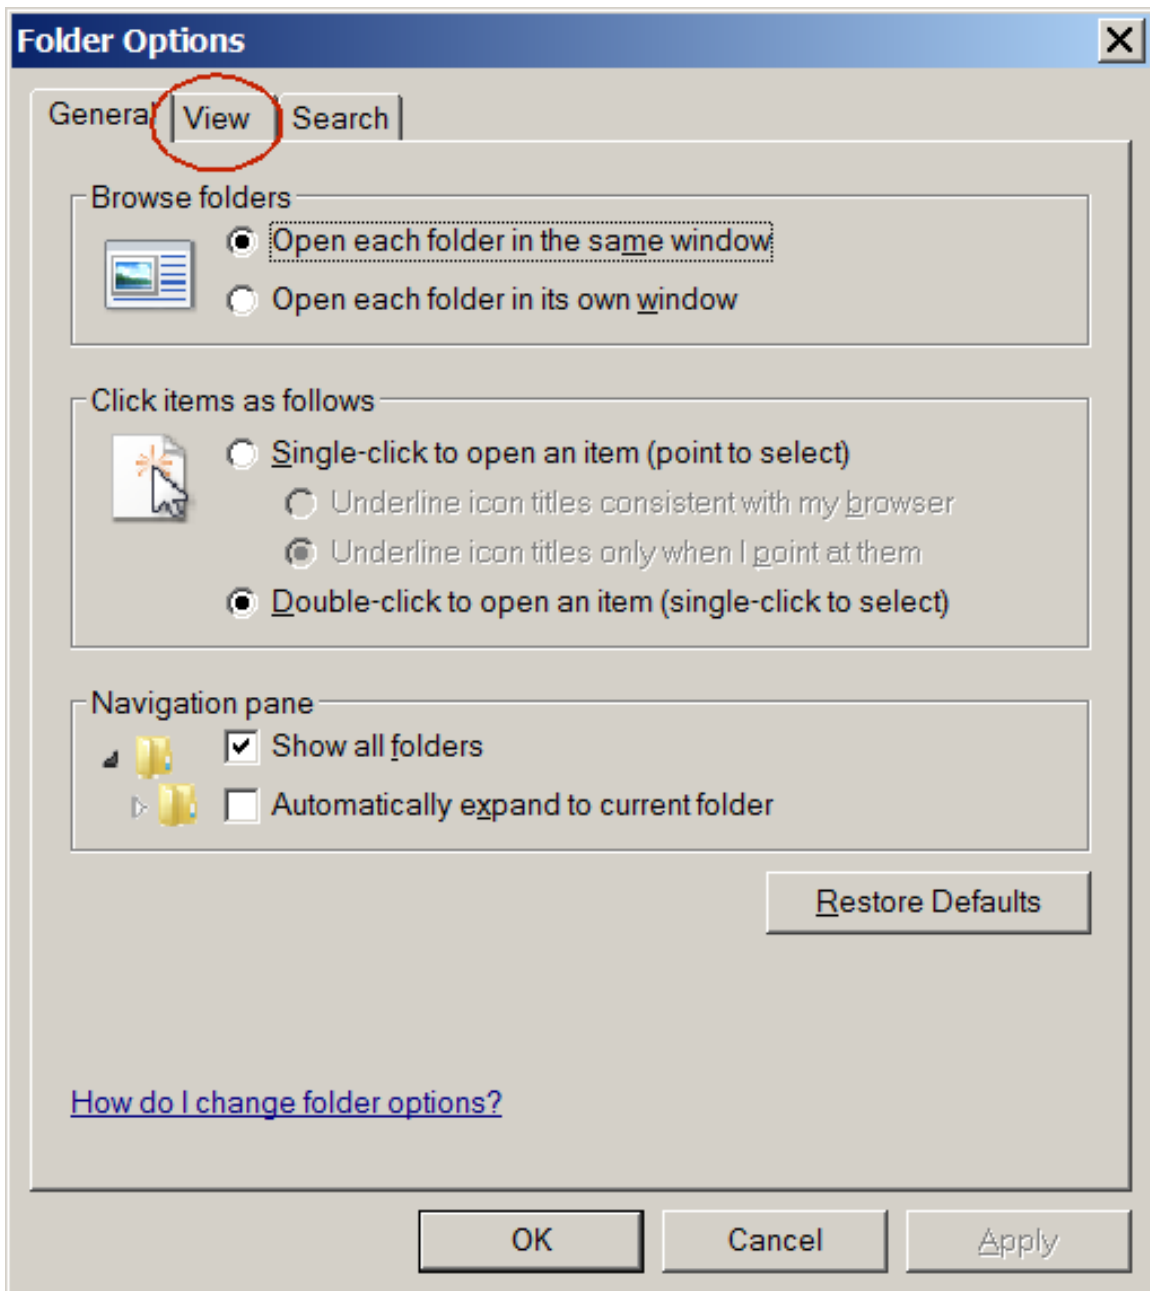 Folder Options
General View Search
Browse folders
Open each folder in the same window
Open each folder in its own window
Click items as follows
Single-click to open an item (point to select)
Underline icon titles consistent with my browser
Underline icon titles only when I point at them
Double-click to open an item (single-click to select)
Navigation pane
Show all folders
Automatically expand to current folder
Restore Defaults
How do I change folder options?
OK Cancel Apply